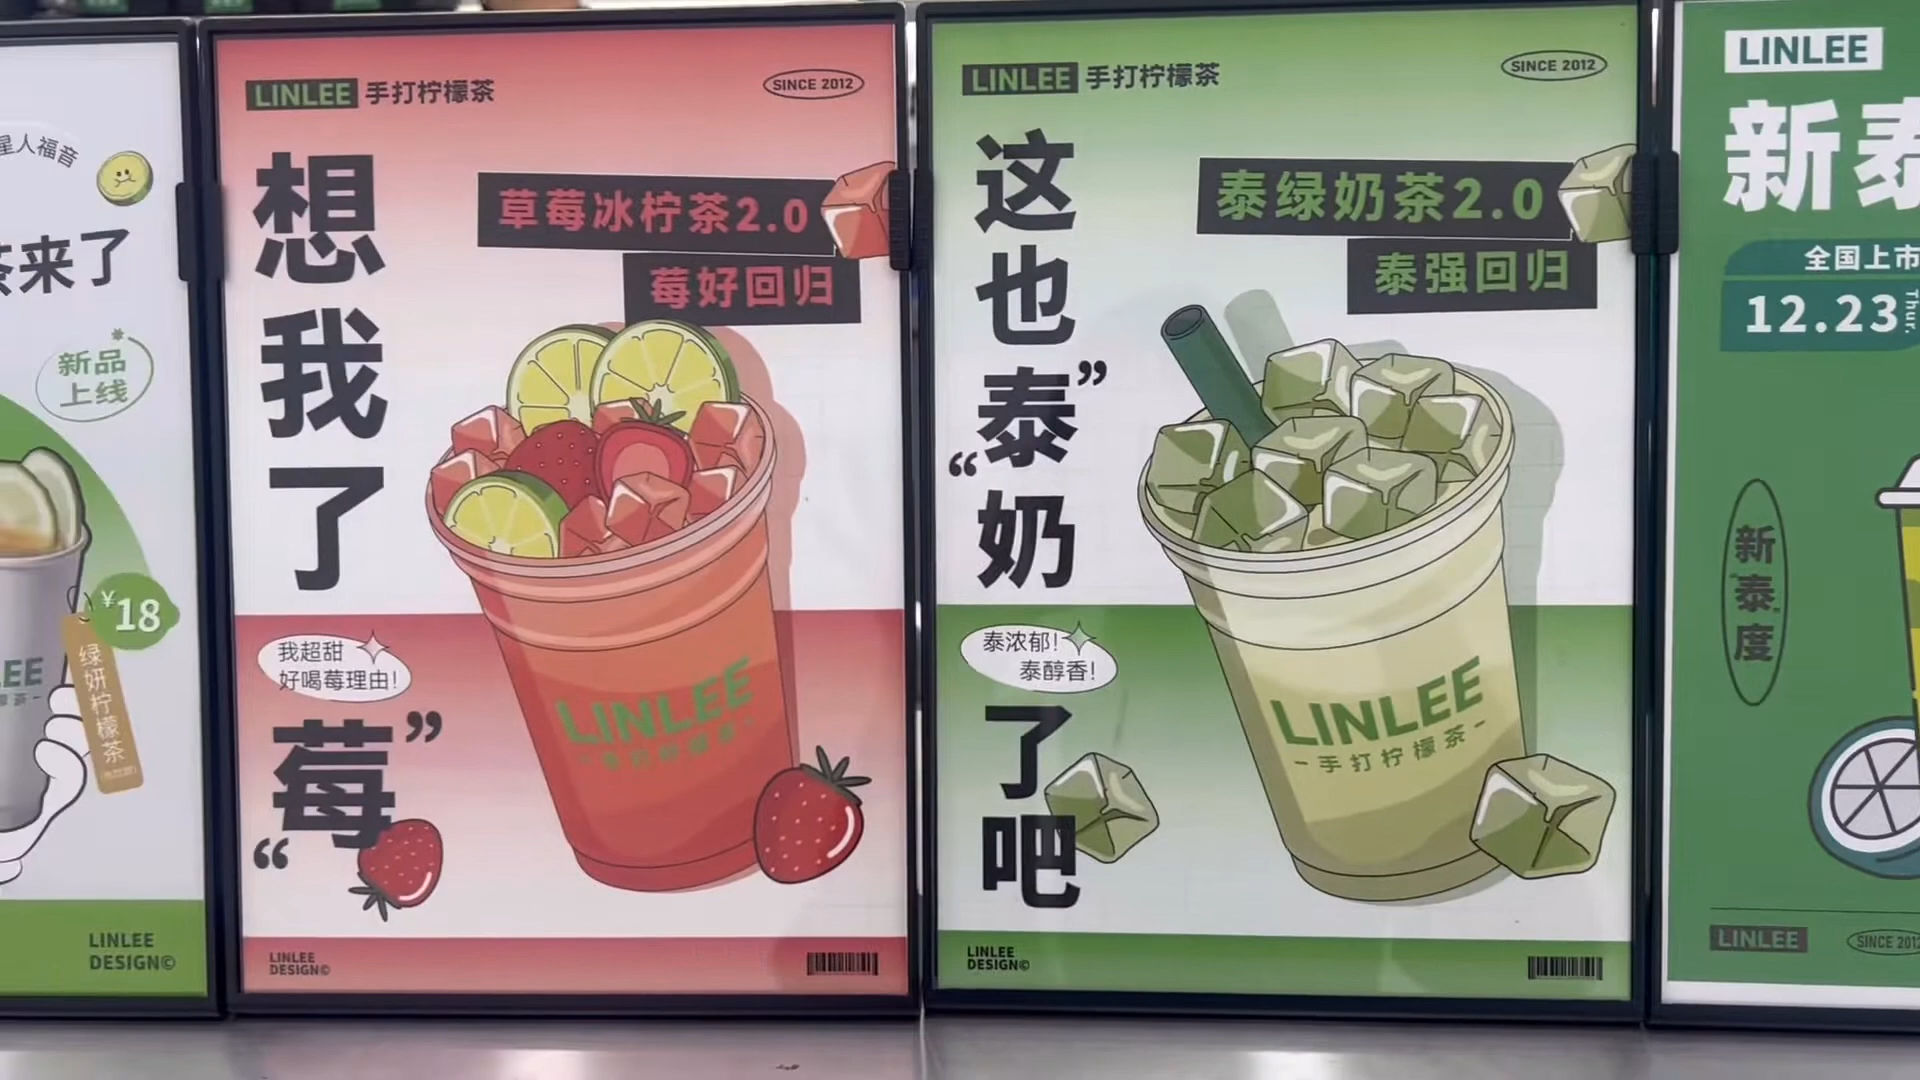 星人福音
茶来了
新品
上线
¥18
绿妍柠檬茶
LINLEE
DESIGN©
LINLEE 手打柠檬茶
SINCE 2012
想我了
“莓”
草莓冰柠茶2.0
莓好回归
我超甜
好喝莓理由!
LINLEE
LINLEE
DESIGN©
LINLEE 手打柠檬茶
SINCE 2012
这也“泰”奶
了吧
泰绿奶茶2.0
泰强回归
泰浓郁!
泰醇香!
LINLEE
-手打柠檬茶-
LINLEE
DESIGN©
LINLEE
新泰
全国上市
12.23
Thur.
新“泰”度
LINLEE
SINCE 2012